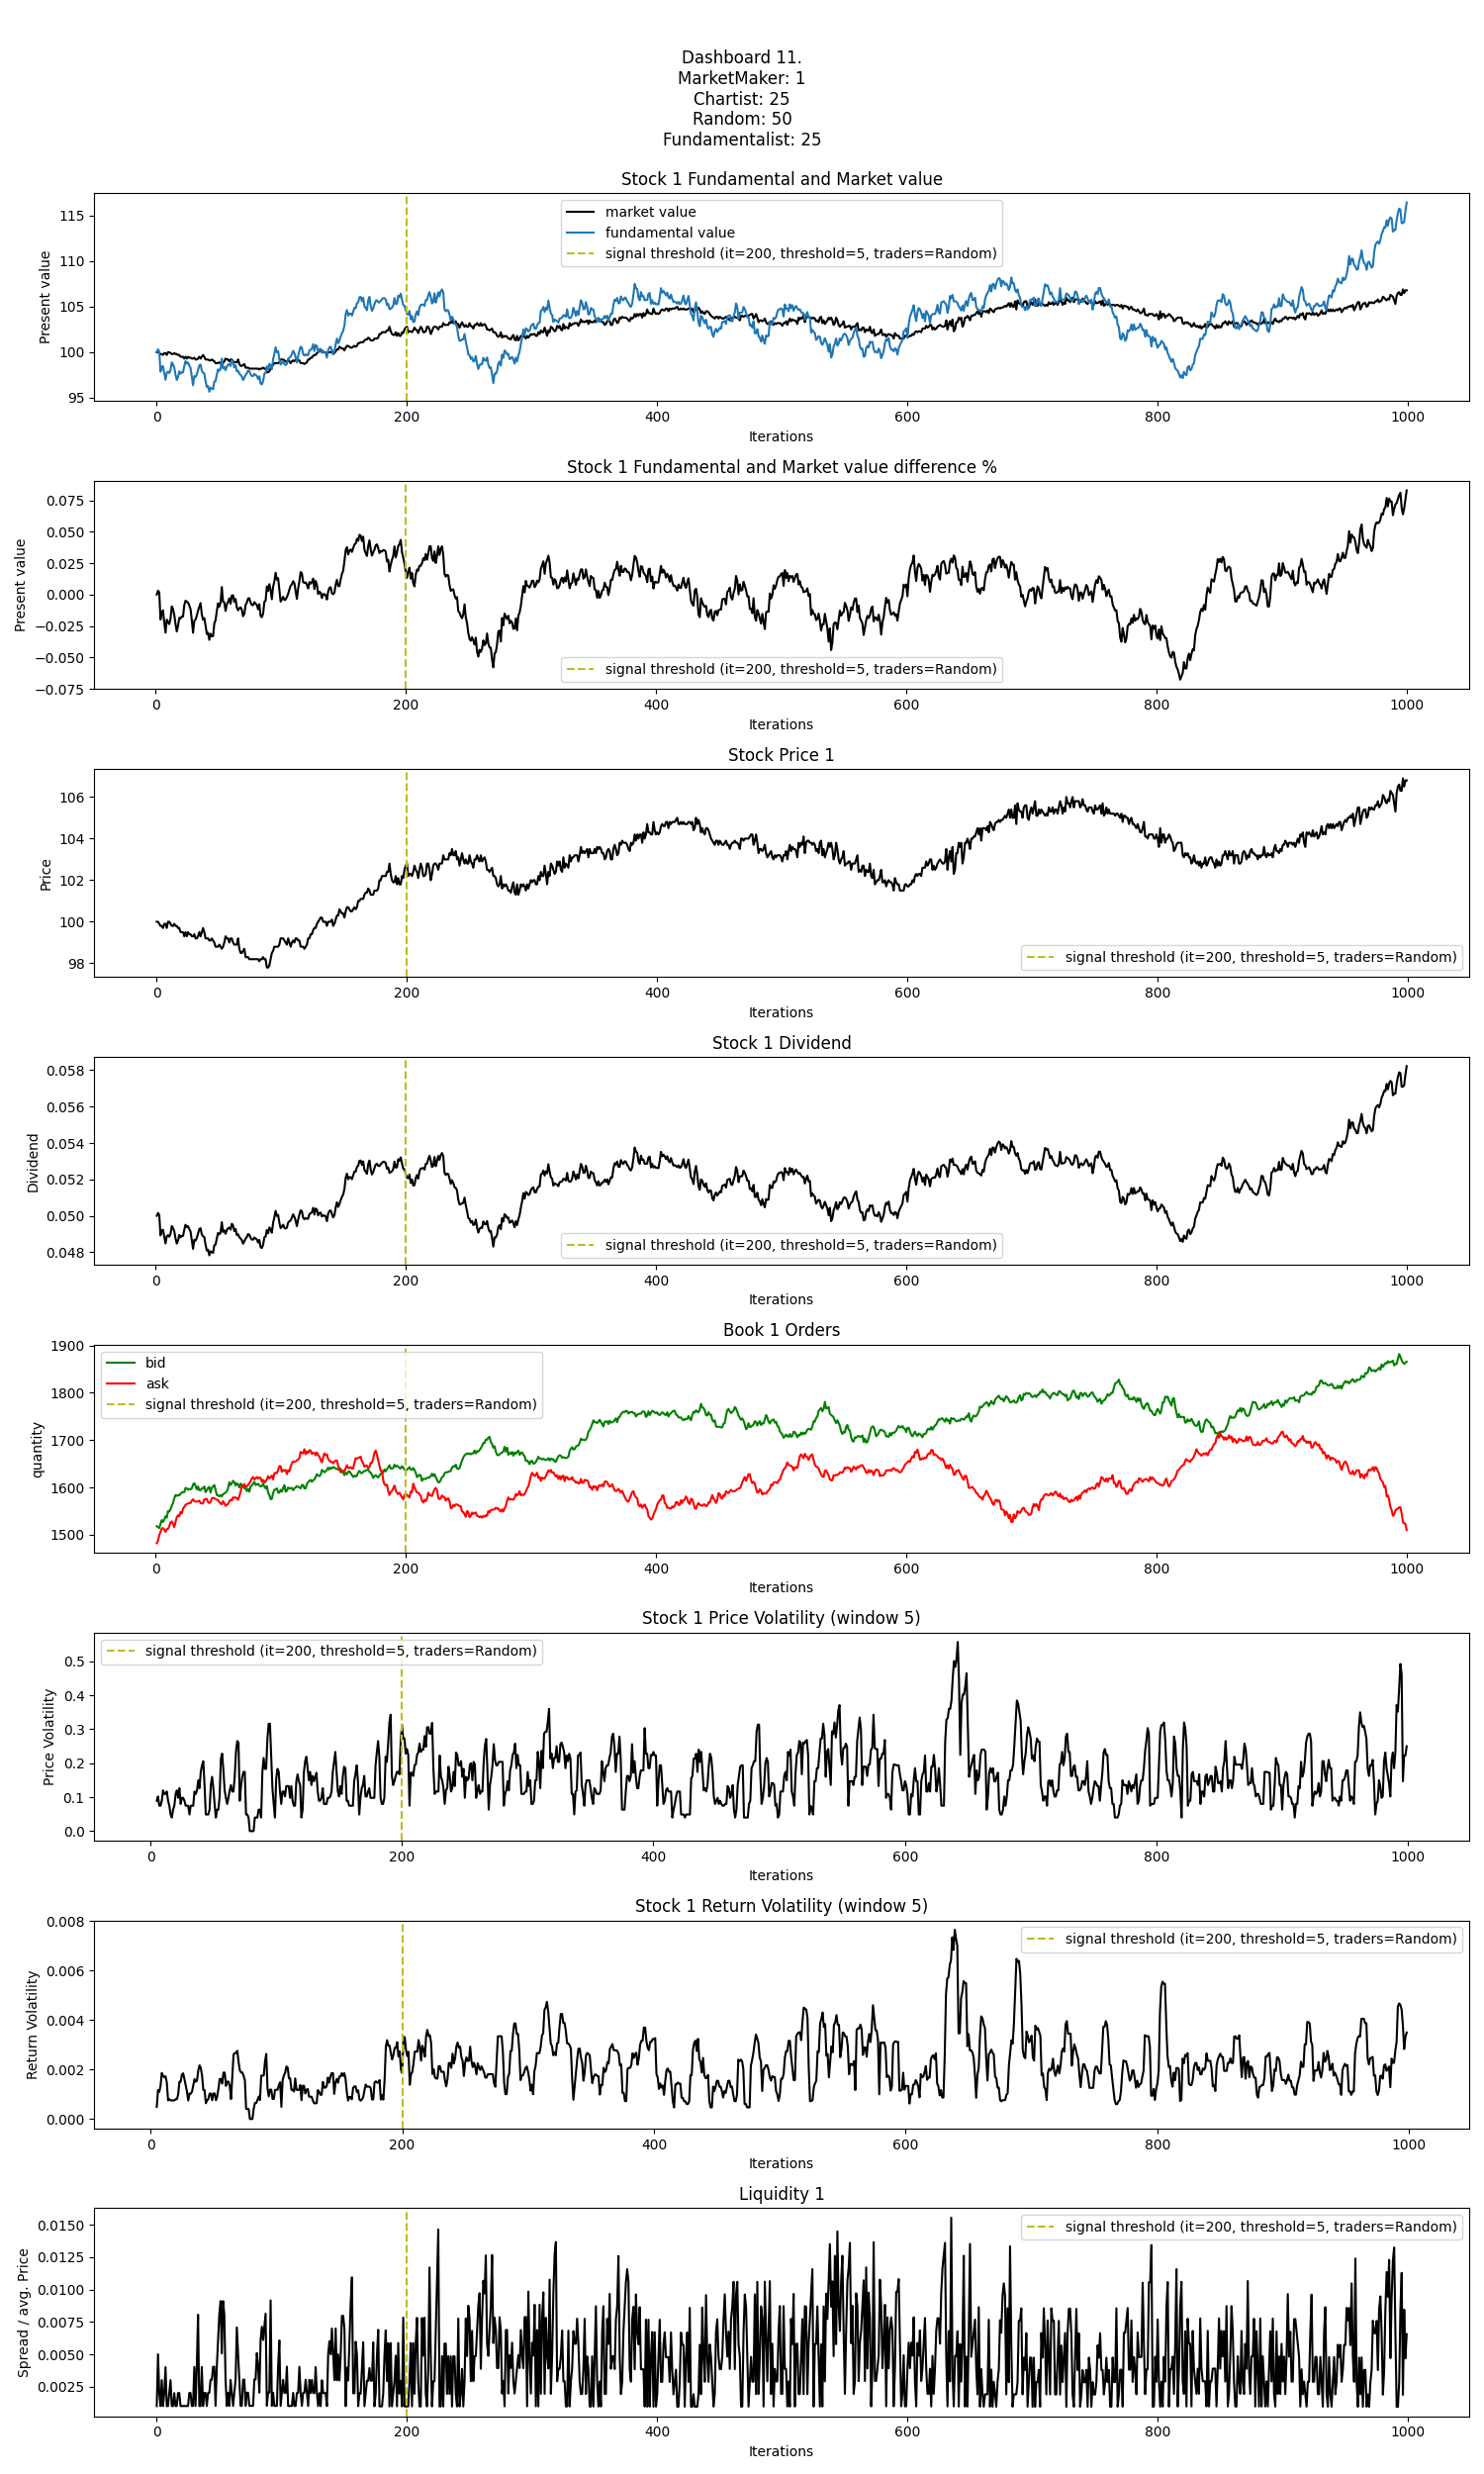 Dashboard 11.
MarketMaker: 1
Chartist: 25
Random: 50
Fundamentalist: 25
Stock 1 Fundamental and Market value
market value
fundamental value
signal threshold (it=200, threshold=5, traders=Random)
Present value
115
110
105
100
95
0 200 400 600 800 1000
Iterations
Stock 1 Fundamental and Market value difference %
Present value
0.075
0.050
0.025
0.000
−0.025
−0.050
−0.075
signal threshold (it=200, threshold=5, traders=Random)
0 200 400 600 800 1000
Iterations
Stock Price 1
Price
106
104
102
100
98
signal threshold (it=200, threshold=5, traders=Random)
0 200 400 600 800 1000
Iterations
Stock 1 Dividend
Dividend
0.058
0.056
0.054
0.052
0.050
0.048
signal threshold (it=200, threshold=5, traders=Random)
0 200 400 600 800 1000
Iterations
Book 1 Orders
bid
ask
signal threshold (it=200, threshold=5, traders=Random)
quantity
1900
1800
1700
1600
1500
0 200 400 600 800 1000
Iterations
Stock 1 Price Volatility (window 5)
signal threshold (it=200, threshold=5, traders=Random)
Price Volatility
0.5
0.4
0.3
0.2
0.1
0.0
0 200 400 600 800 1000
Iterations
Stock 1 Return Volatility (window 5)
signal threshold (it=200, threshold=5, traders=Random)
Return Volatility
0.008
0.006
0.004
0.002
0.000
0 200 400 600 800 1000
Iterations
Liquidity 1
signal threshold (it=200, threshold=5, traders=Random)
Spread / avg. Price
0.0150
0.0125
0.0100
0.0075
0.0050
0.0025
0 200 400 600 800 1000
Iterations